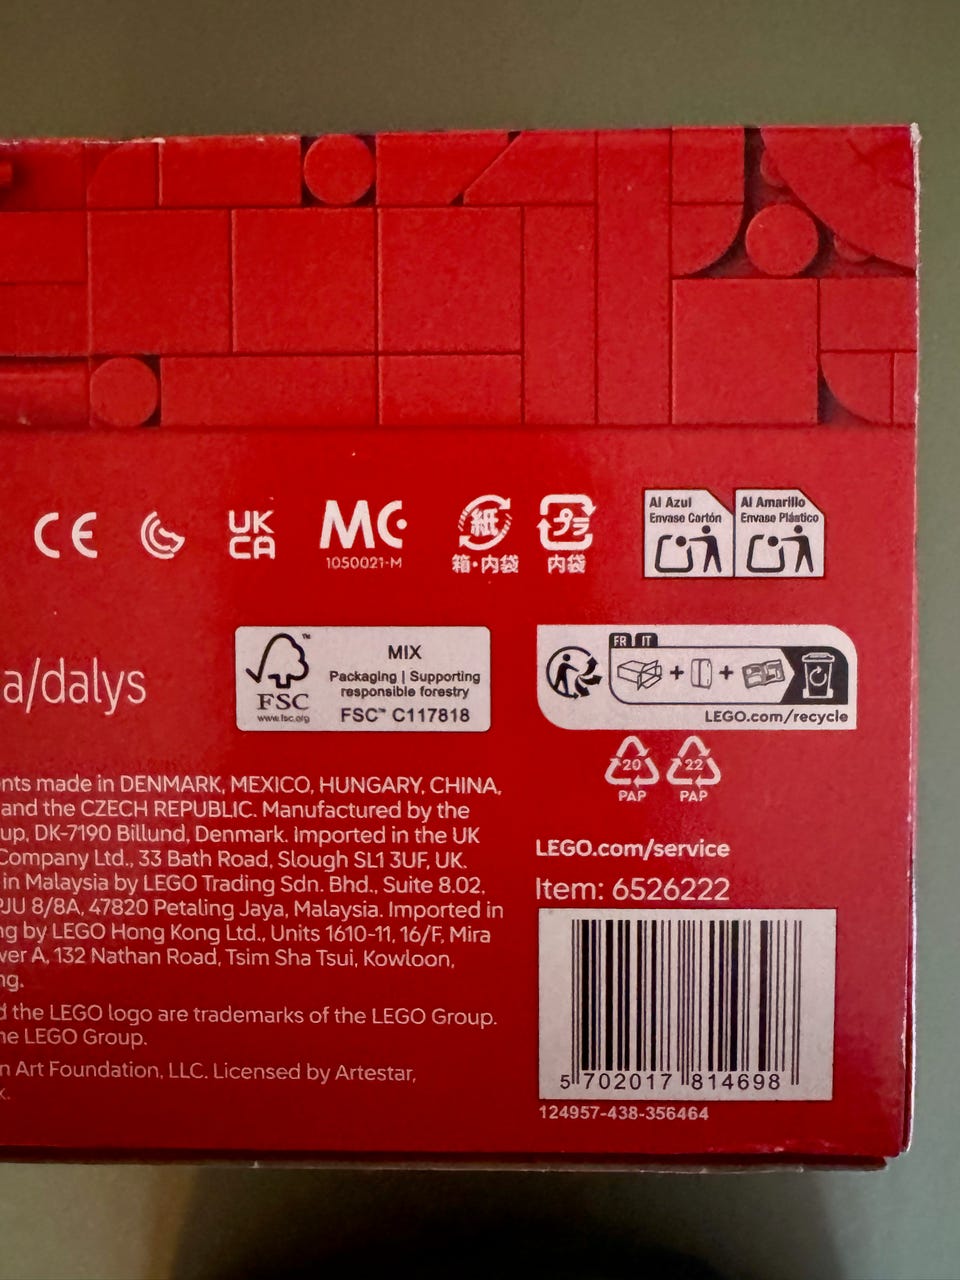 CE
UK
CA
MC
1050021-M
紙
箱・内袋
プラ
内袋
Al Azul
Envase Cartón
Al Amarillo
Envase Plástico
a/dalys
FSC
™
www.fsc.org
MIX
Packaging | Supporting
responsible forestry
FSC™ C117818
FR IT
+ +
LEGO.com/recycle
20
PAP
22
PAP
nts made in DENMARK, MEXICO, HUNGARY, CHINA,
and the CZECH REPUBLIC. Manufactured by the
up, DK-7190 Billund, Denmark. Imported in the UK
Company Ltd., 33 Bath Road, Slough SL1 3UF, UK.
in Malaysia by LEGO Trading Sdn. Bhd., Suite 8.02,
PJU 8/8A, 47820 Petaling Jaya, Malaysia. Imported in
ng by LEGO Hong Kong Ltd., Units 1610-11, 16/F, Mira
wer A, 132 Nathan Road, Tsim Sha Tsui, Kowloon,
ng.
d the LEGO logo are trademarks of the LEGO Group.
he LEGO Group.
n Art Foundation, LLC. Licensed by Artestar,
k.
LEGO.com/service
Item: 6526222
5 702017 814698
124957-438-356464